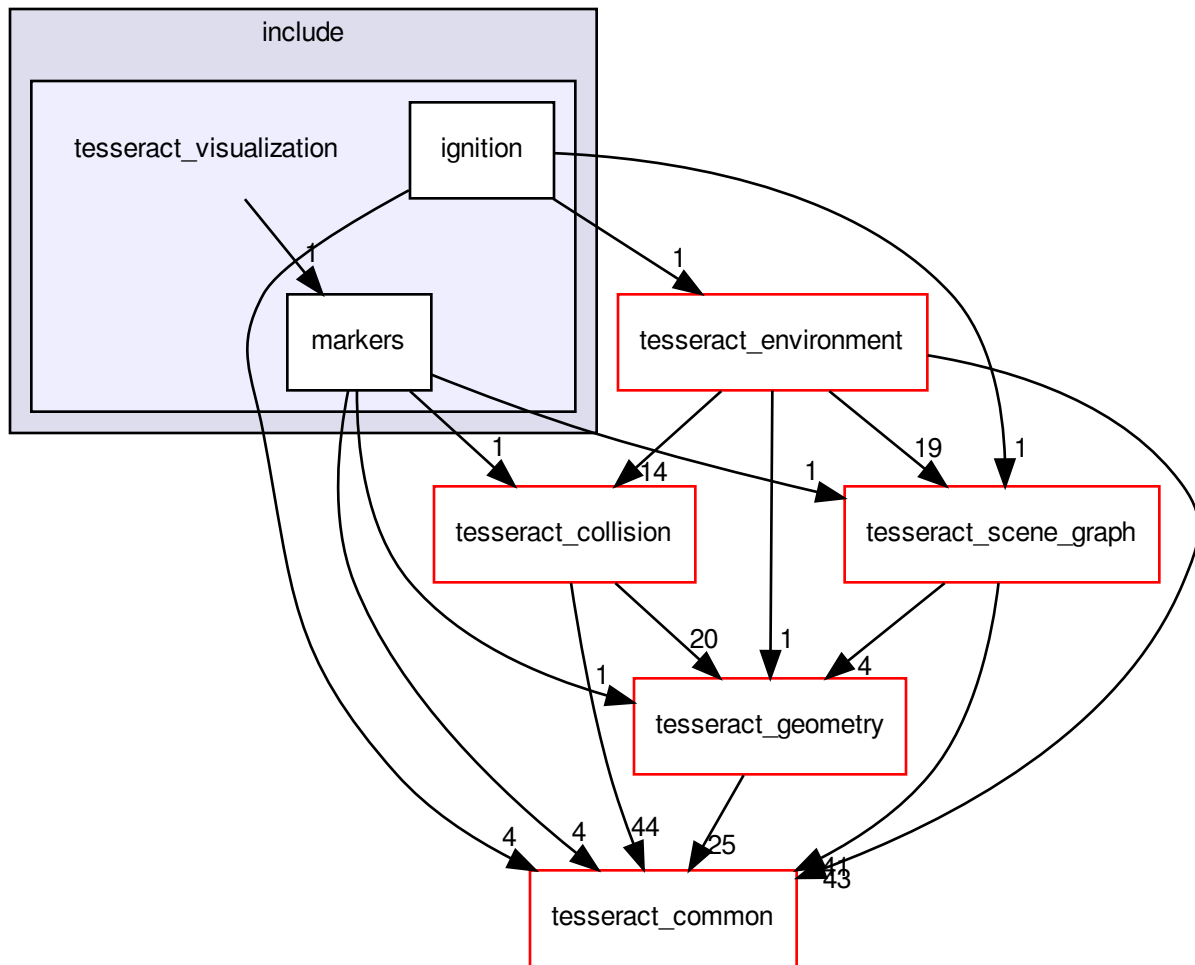 include
tesseract_visualization
ignition
1
1
markers
tesseract_environment
1
14
1
19
1
1
tesseract_collision
tesseract_scene_graph
1
20
4
tesseract_geometry
4
4
44
25
41
43
tesseract_common